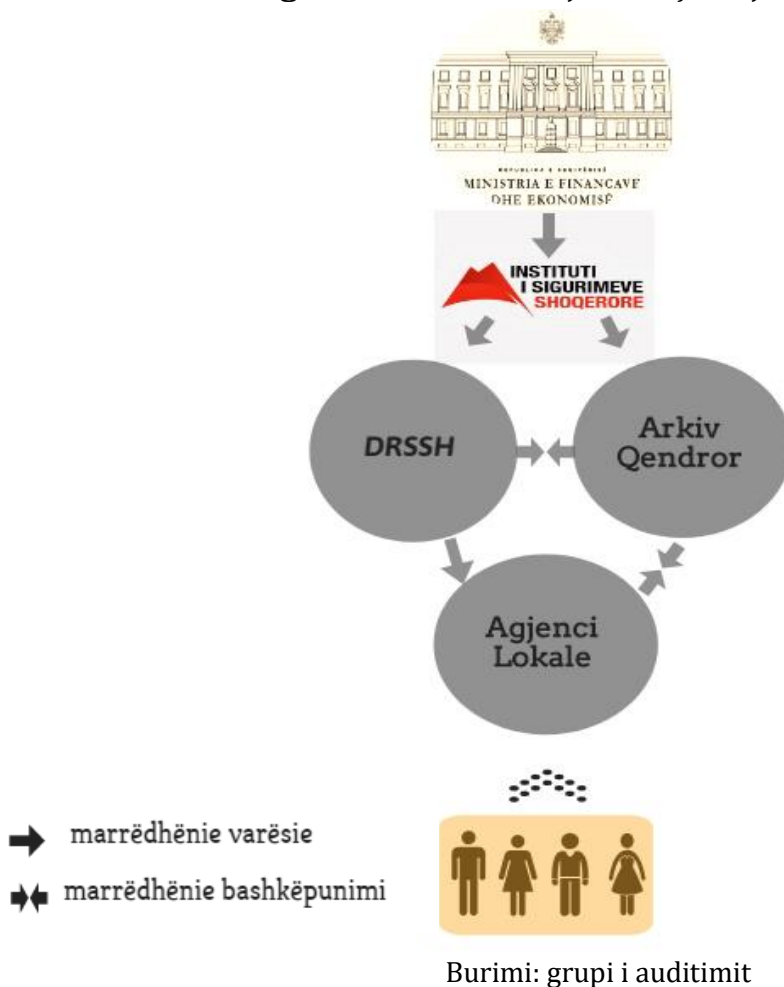 REPUBLIKA E SHQIPËRISË
MINISTRIA E FINANCAVE
DHE EKONOMISË
INSTITUTI
I SIGURIMEVE
SHOQERORE
DRSSH
Arkiv
Qendror
Agjenci
Lokale
marrëdhënie varësie
marrëdhënie bashkëpunimi
Burimi: grupi i auditimit